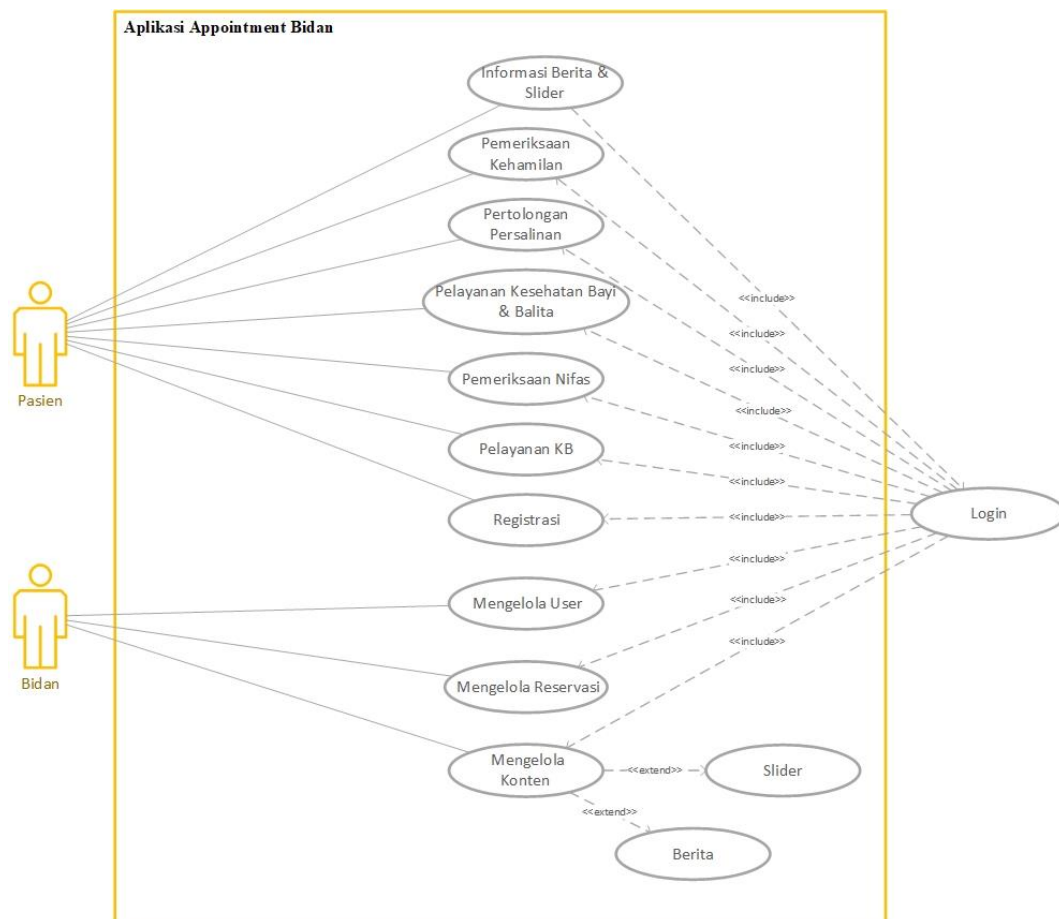 Aplikasi Appointment Bidan
Informasi Berita &
Slider
Pemeriksaan
Kehamilan
Pertolongan
Persalinan
Pelayanan Kesehatan Bayi
& Balita
<<include>>
<<include>>
<<include>>
Pasien
Pemeriksaan Nifas
<<include>>
Pelayanan KB
<<include>>
<<include>>
Registrasi
<<include>>
Login
<<include>>
Mengelola User
<<include>>
<<include>>
Bidan
Mengelola Reservasi
Mengelola
Konten
<<extend>>
Slider
<<extend>>
Berita